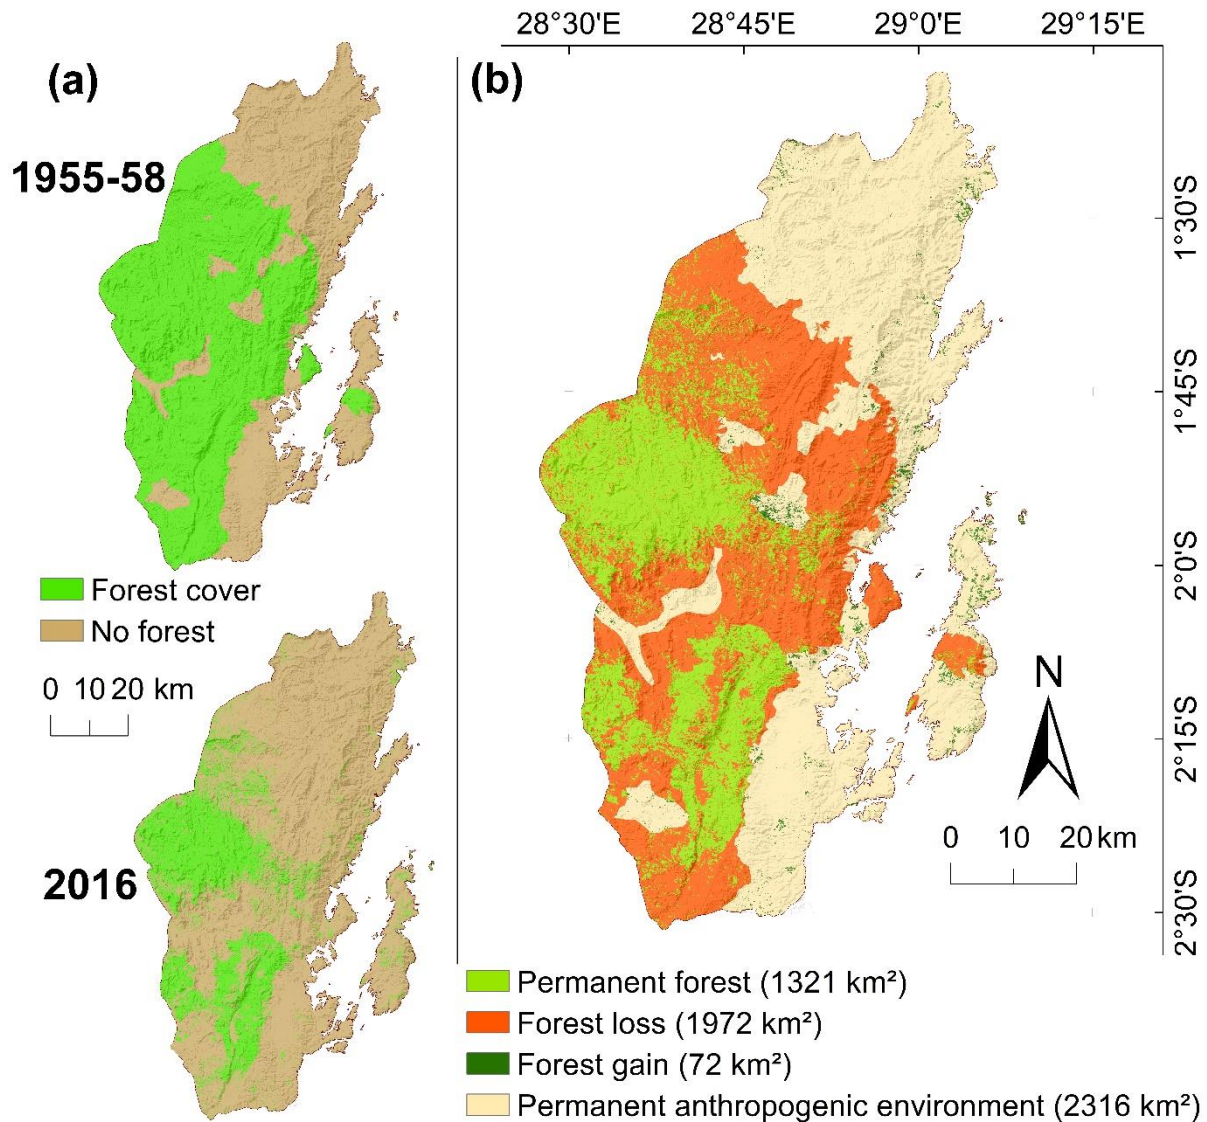 (a)
1955-58
Forest cover
No forest
0 10 20 km
2016
(b)
28°30'E 28°45'E 29°0'E 29°15'E
1°30'S
1°45'S
2°0'S
2°15'S
2°30'S
N
0 10 20 km
Permanent forest (1321 km²)
Forest loss (1972 km²)
Forest gain (72 km²)
Permanent anthropogenic environment (2316 km²)